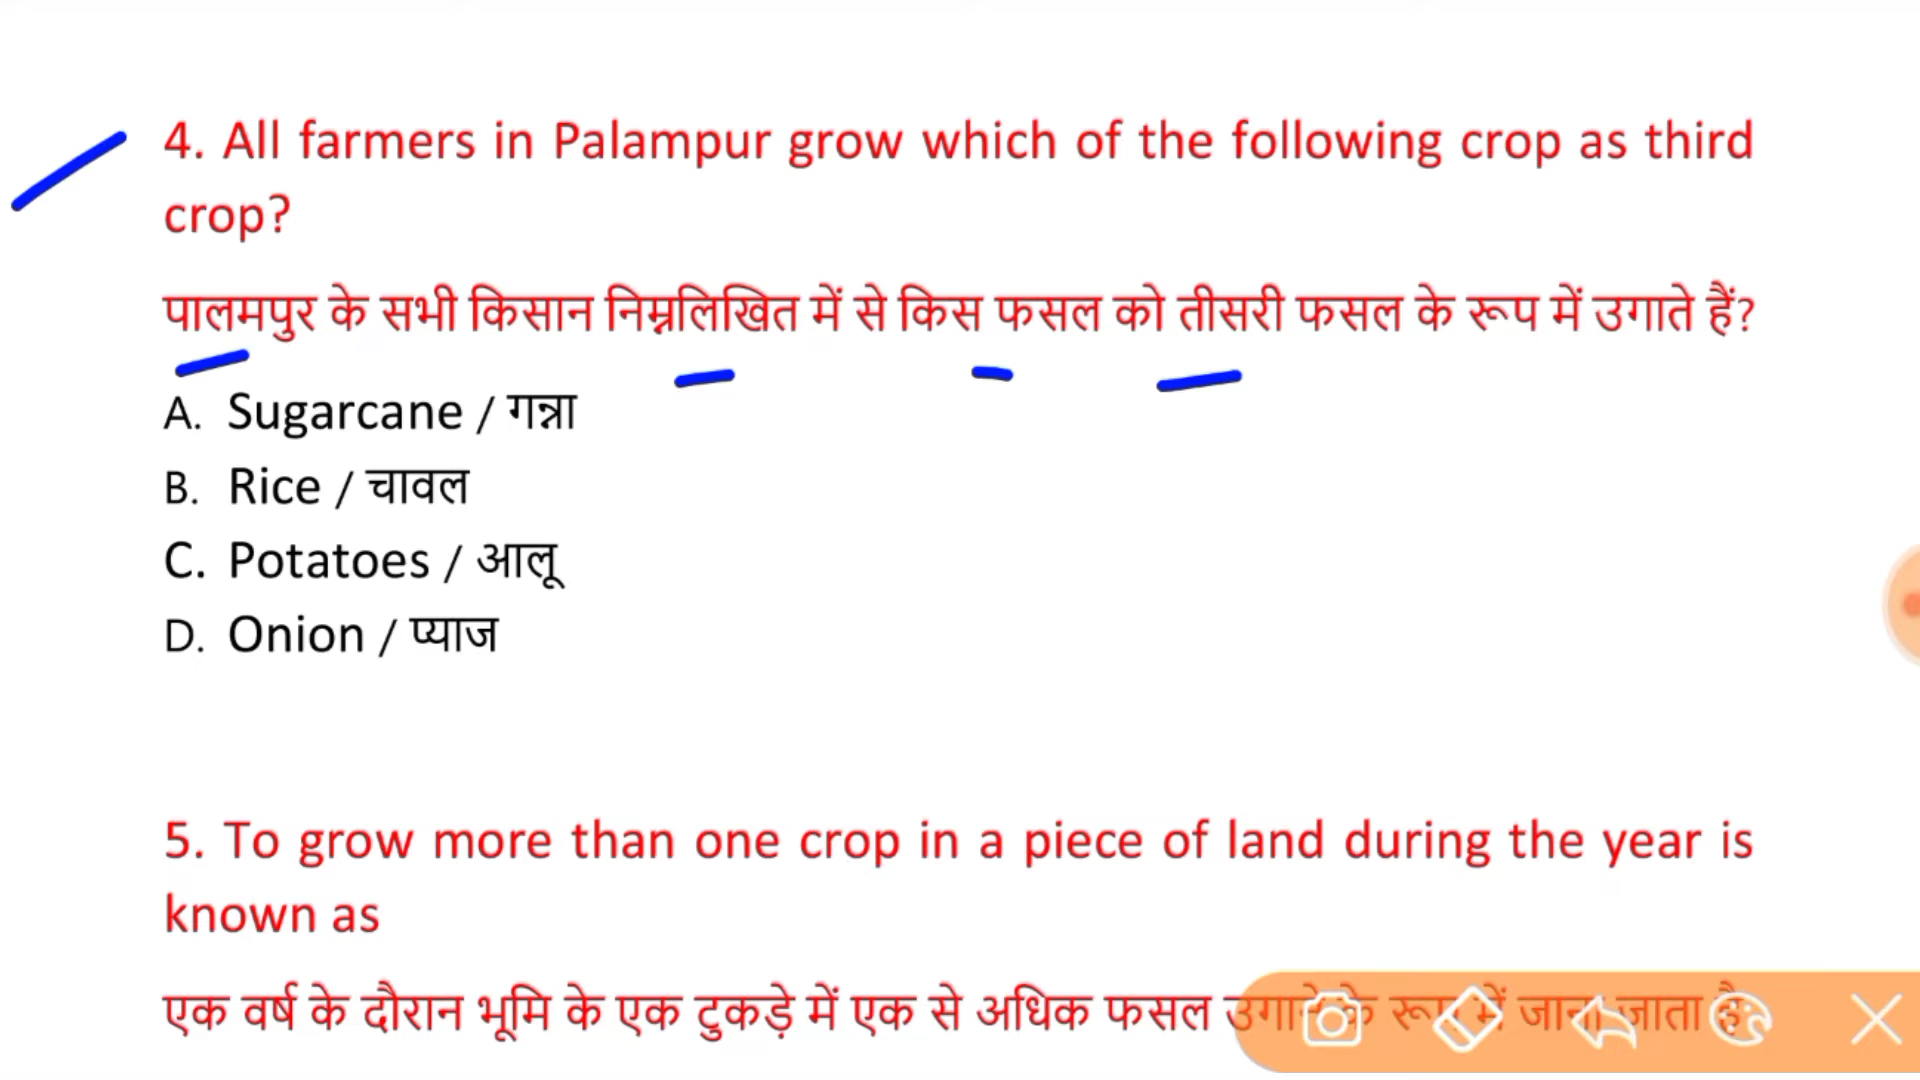 4. All farmers in Palampur grow which of the following crop as third
crop?
पालमपुर के सभी किसान निम्नलिखित में से किस फसल को तीसरी फसल के रूप में उगाते हैं?
A. Sugarcane / गन्ना
B. Rice / चावल
C. Potatoes / आलू
D. Onion / प्याज
5. To grow more than one crop in a piece of land during the year is
known as
एक वर्ष के दौरान भूमि के एक टुकड़े में एक से अधिक फसल उगाने के रूप में जाना जाता है